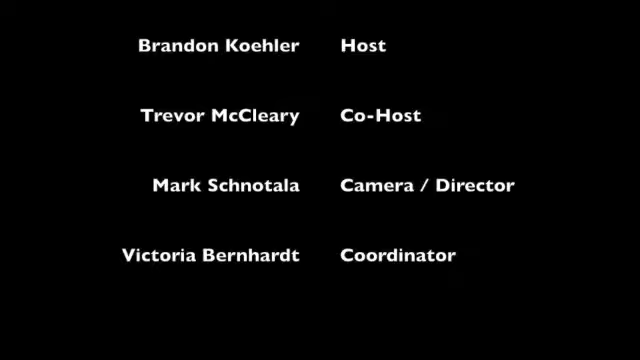 Brandon Koehler Host
Trevor McCleary Co-Host
Mark Schnotala Camera / Director
Victoria Bernhardt Coordinator